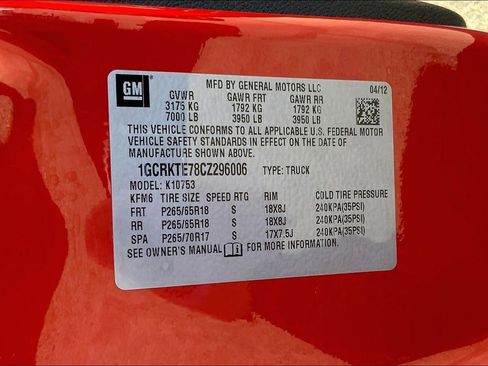 GM
MFD BY GENERAL MOTORS LLC 04/12
GVWR GAWR FRT GAWR RR
3175 KG 1792 KG 1792 KG
7000 LB 3950 LB 3950 LB
THIS VEHICLE CONFORMS TO ALL APPLICABLE U.S. FEDERAL MOTOR
VEHICLE SAFETY STANDARDS IN EFFECT ON THE DATE OF
MANUFACTURE SHOWN ABOVE.
1GCRKTE78CZ296006 TYPE: TRUCK
MODEL: K10753
KFM6 TIRE SIZE SPEED RTG RIM COLD TIRE PRESSURE
FRT P265/65R18 S 18X8J 240KPA(35PSI)
RR P265/65R18 S 18X8J 240KPA(35PSI)
SPA P265/70R17 S 17X7.5J 240KPA(35PSI)
SEE OWNER'S MANUAL FOR MORE INFORMATION.